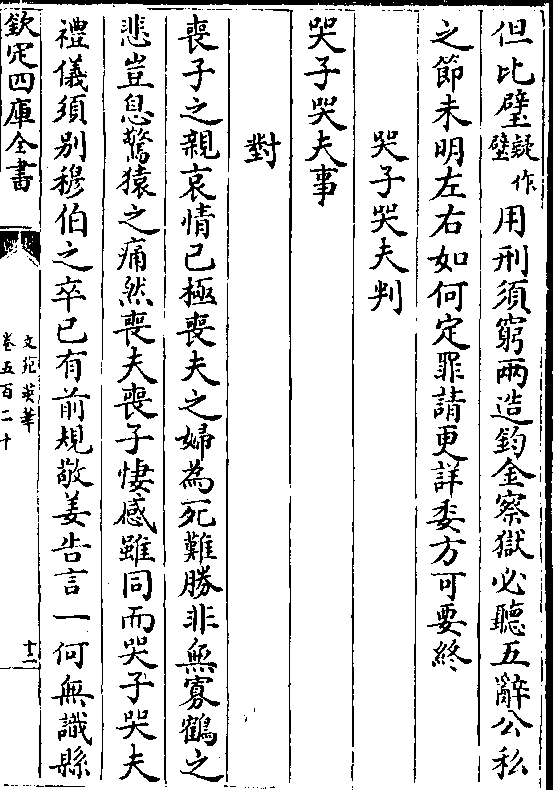 但比璧疑作壁用刑須窮兩造鈞金察獄必聽五辭公私
之節未明左右如何定罪請更詳委方可要終
哭子哭夫判
哭子哭夫事
對
喪子之親哀情已極喪夫之婦為死難勝非無寡鶴之
悲豈息驚猿之痛然喪夫喪子悽感雖同而哭子哭夫
禮儀須別穆伯之卒已有前規敬姜告言一何無識縣
欽定四庫全書
文苑英華
卷五百二十
十二